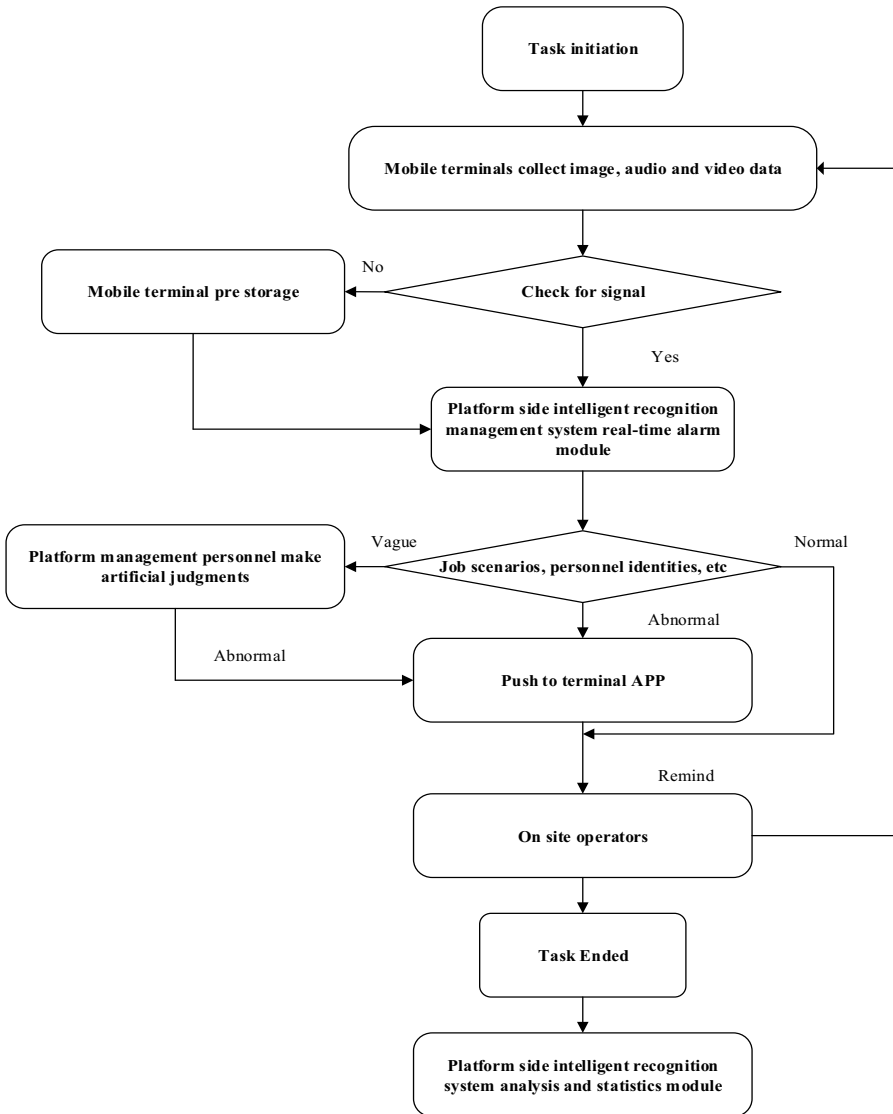 Task initiation
Mobile terminals collect image, audio and video data
No
Mobile terminal pre storage
Check for signal
Yes
Platform side intelligent recognition
management system real-time alarm
module
Vague
Normal
Platform management personnel make
artificial judgments
Job scenarios, personnel identities, etc
Abnormal
Abnormal
Push to terminal APP
Remind
On site operators
Task Ended
Platform side intelligent recognition
system analysis and statistics module